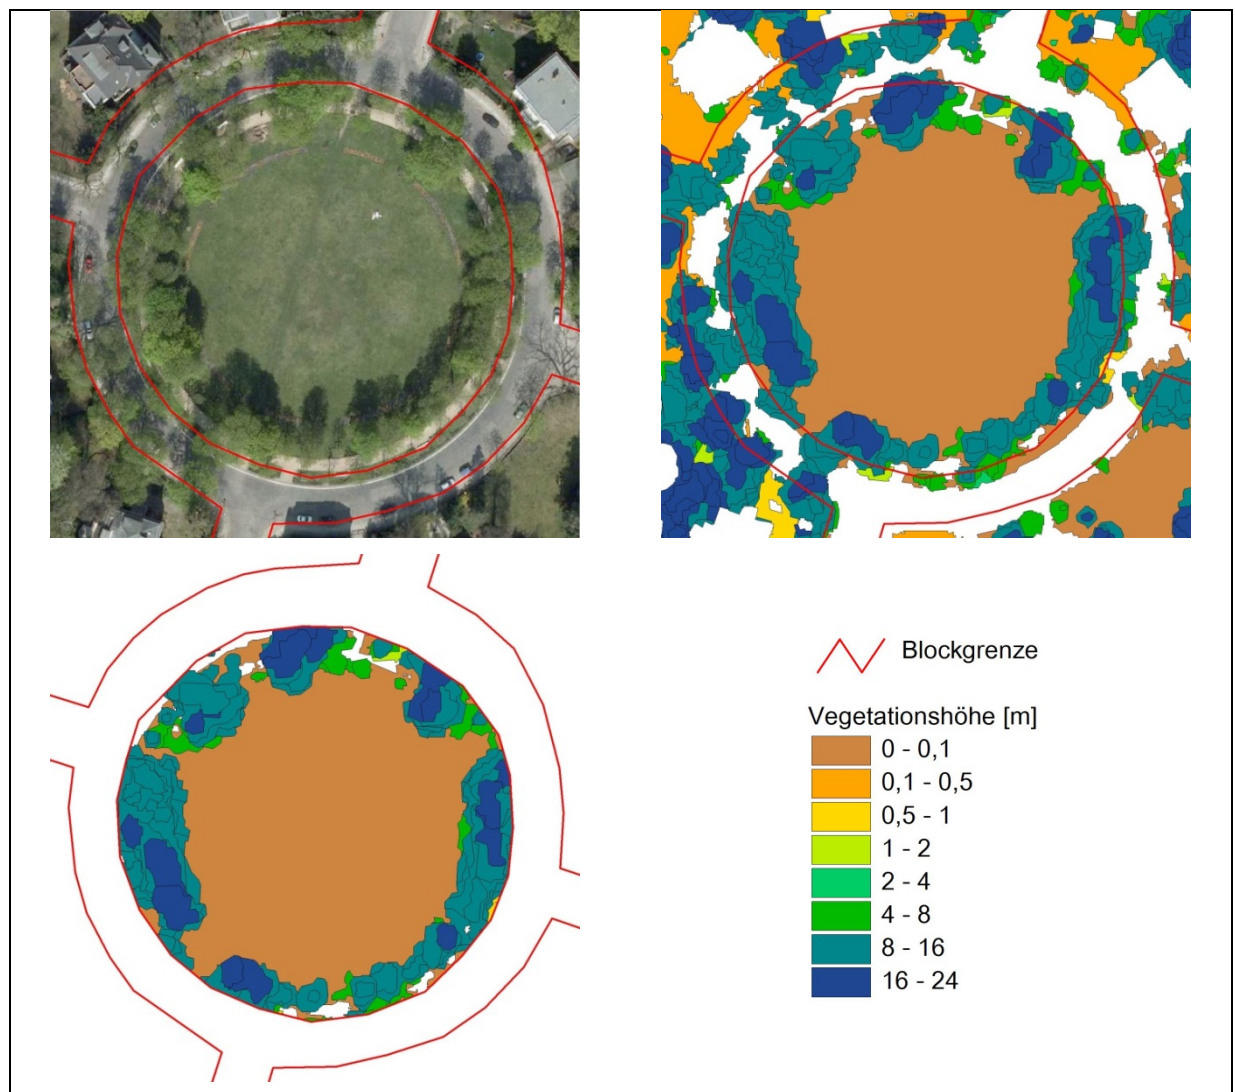 Blockgrenze
Vegetationshöhe [m]
0 - 0,1
0,1 - 0,5
0,5 - 1
1 - 2
2 - 4
4 - 8
8 - 16
16 - 24